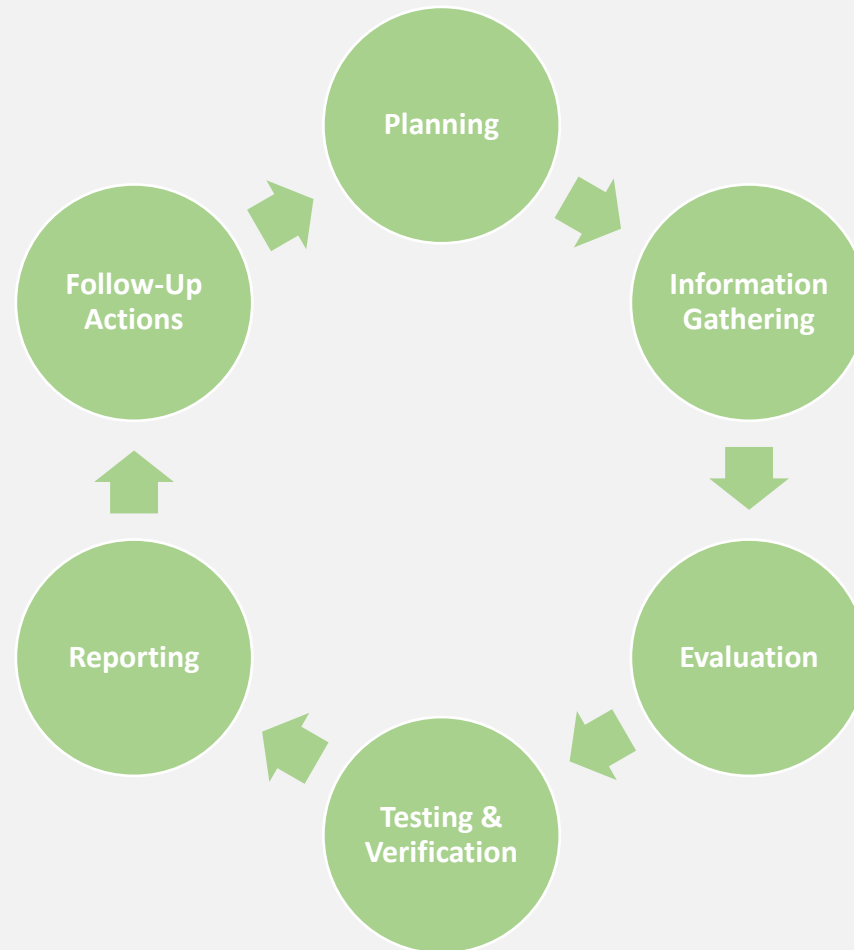 Planning
Information
Gathering
Evaluation
Testing &
Verification
Reporting
Follow-Up
Actions